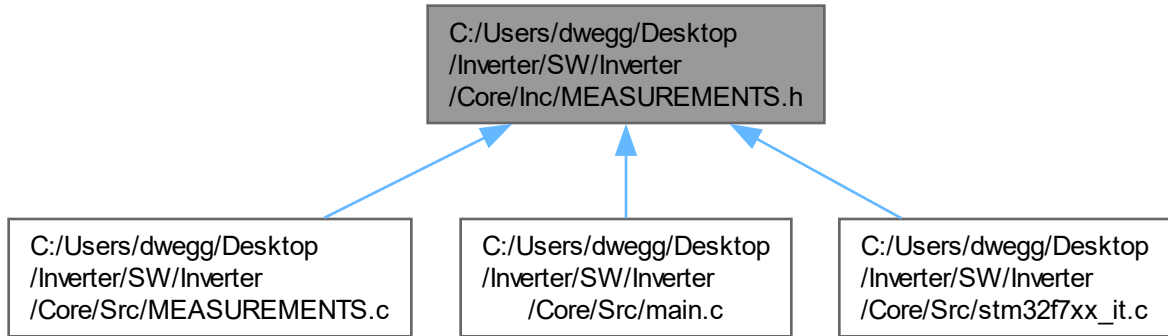 C:/Users/dwegg/Desktop
/Inverter/SW/Inverter
/Core/Inc/MEASUREMENTS.h
C:/Users/dwegg/Desktop
/Inverter/SW/Inverter
/Core/Src/MEASUREMENTS.c
C:/Users/dwegg/Desktop
/Inverter/SW/Inverter
/Core/Src/main.c
C:/Users/dwegg/Desktop
/Inverter/SW/Inverter
/Core/Src/stm32f7xx_it.c